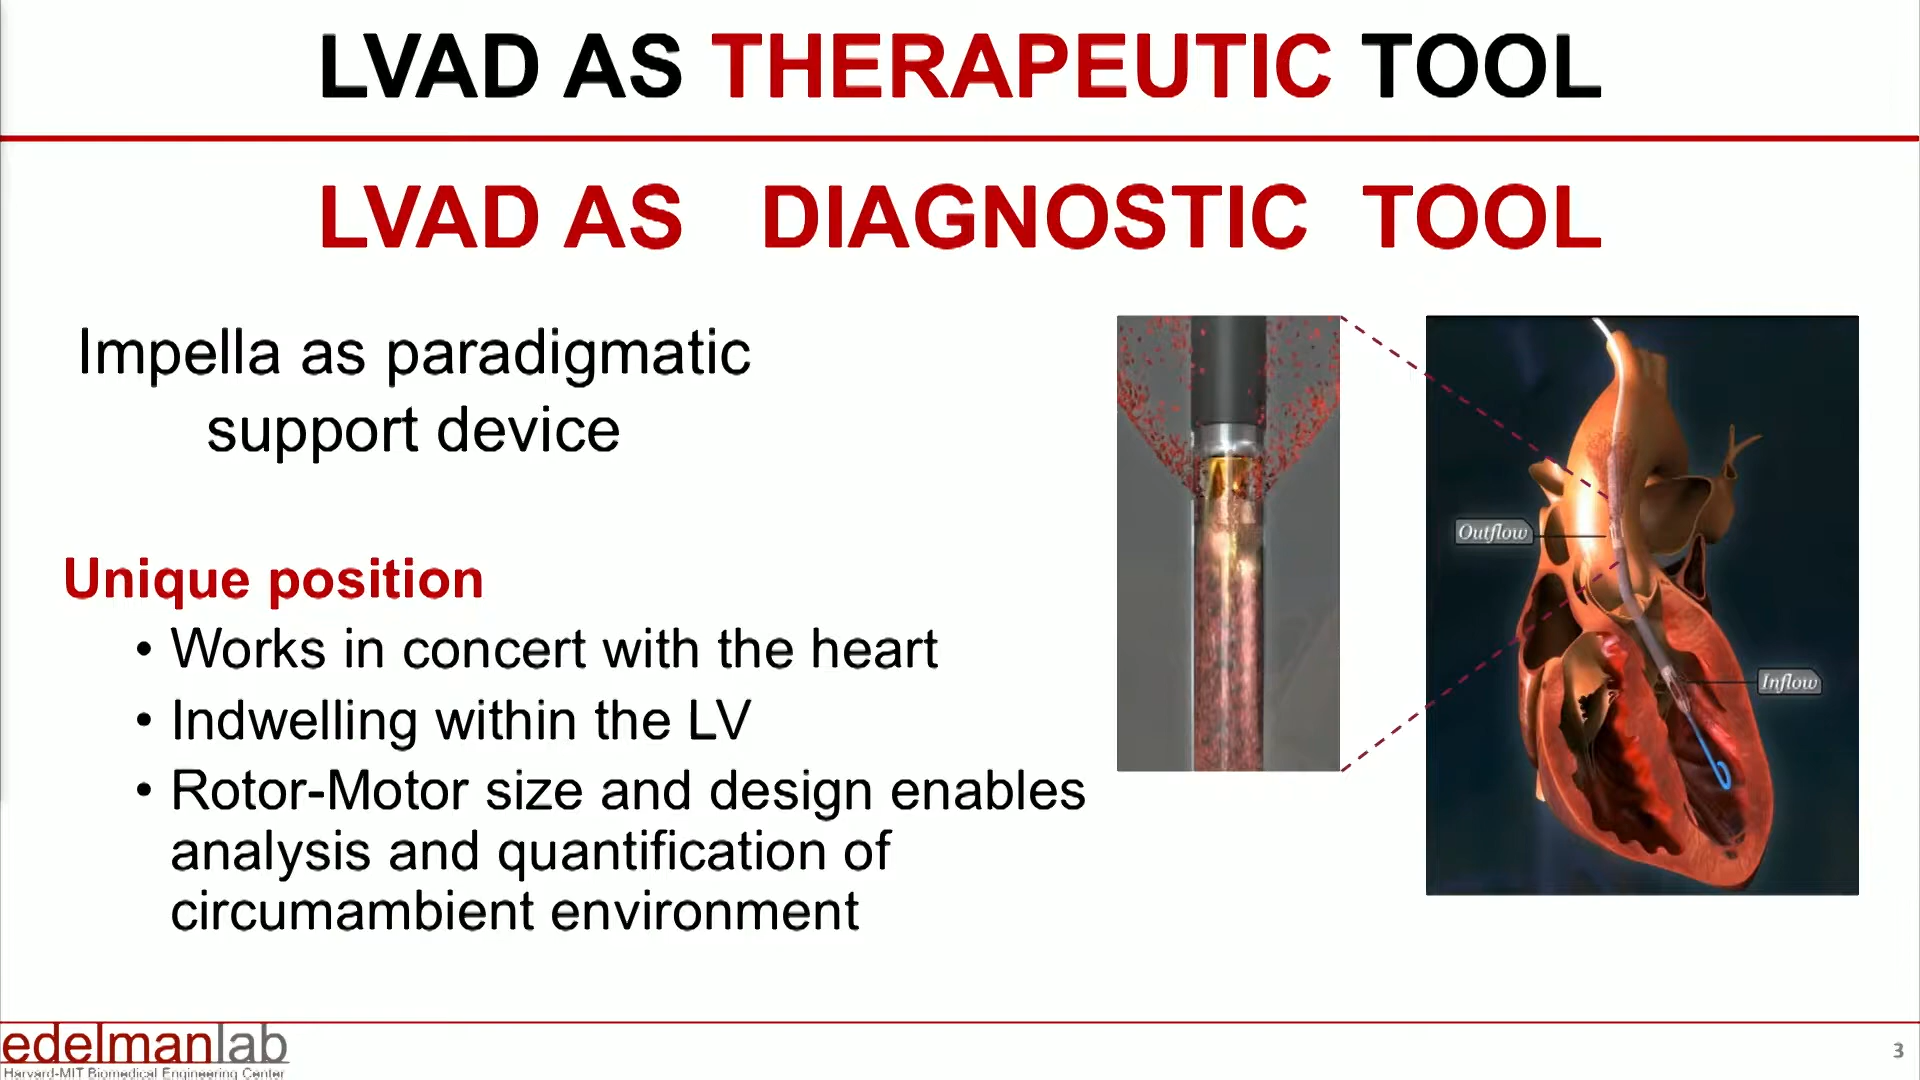 LVAD AS THERAPEUTIC TOOL
LVAD AS DIAGNOSTIC TOOL
Impella as paradigmatic
support device
Unique position
• Works in concert with the heart
• Indwelling within the LV
• Rotor-Motor size and design enables
analysis and quantification of
circumambient environment
Outflow
Inflow
edelmanlab
Harvard-MIT Biomedical Engineering Center
3